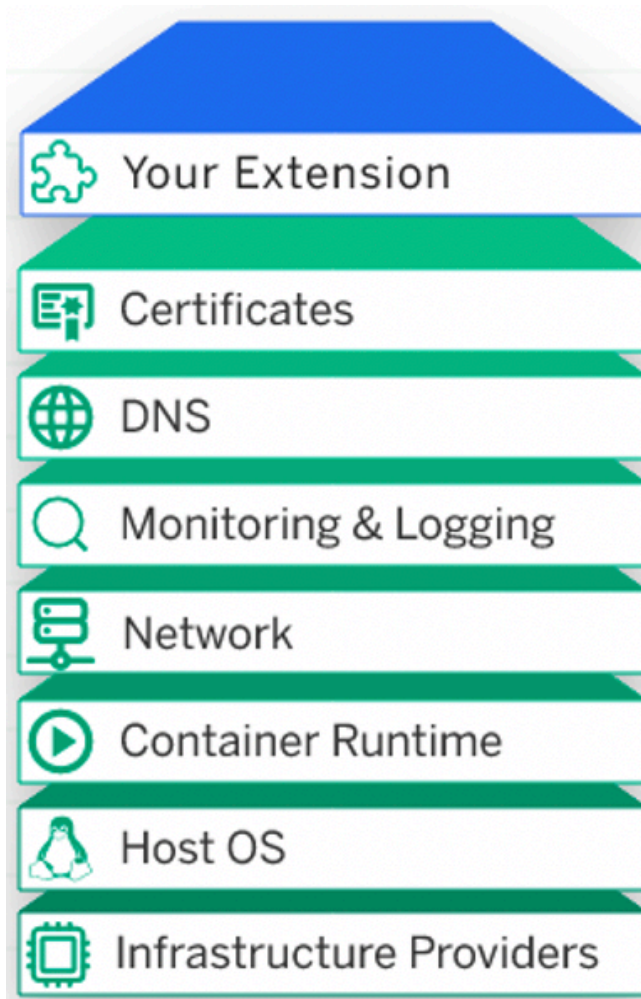 Your Extension
Certificates
DNS
Monitoring & Logging
Network
Container Runtime
Host OS
Infrastructure Providers